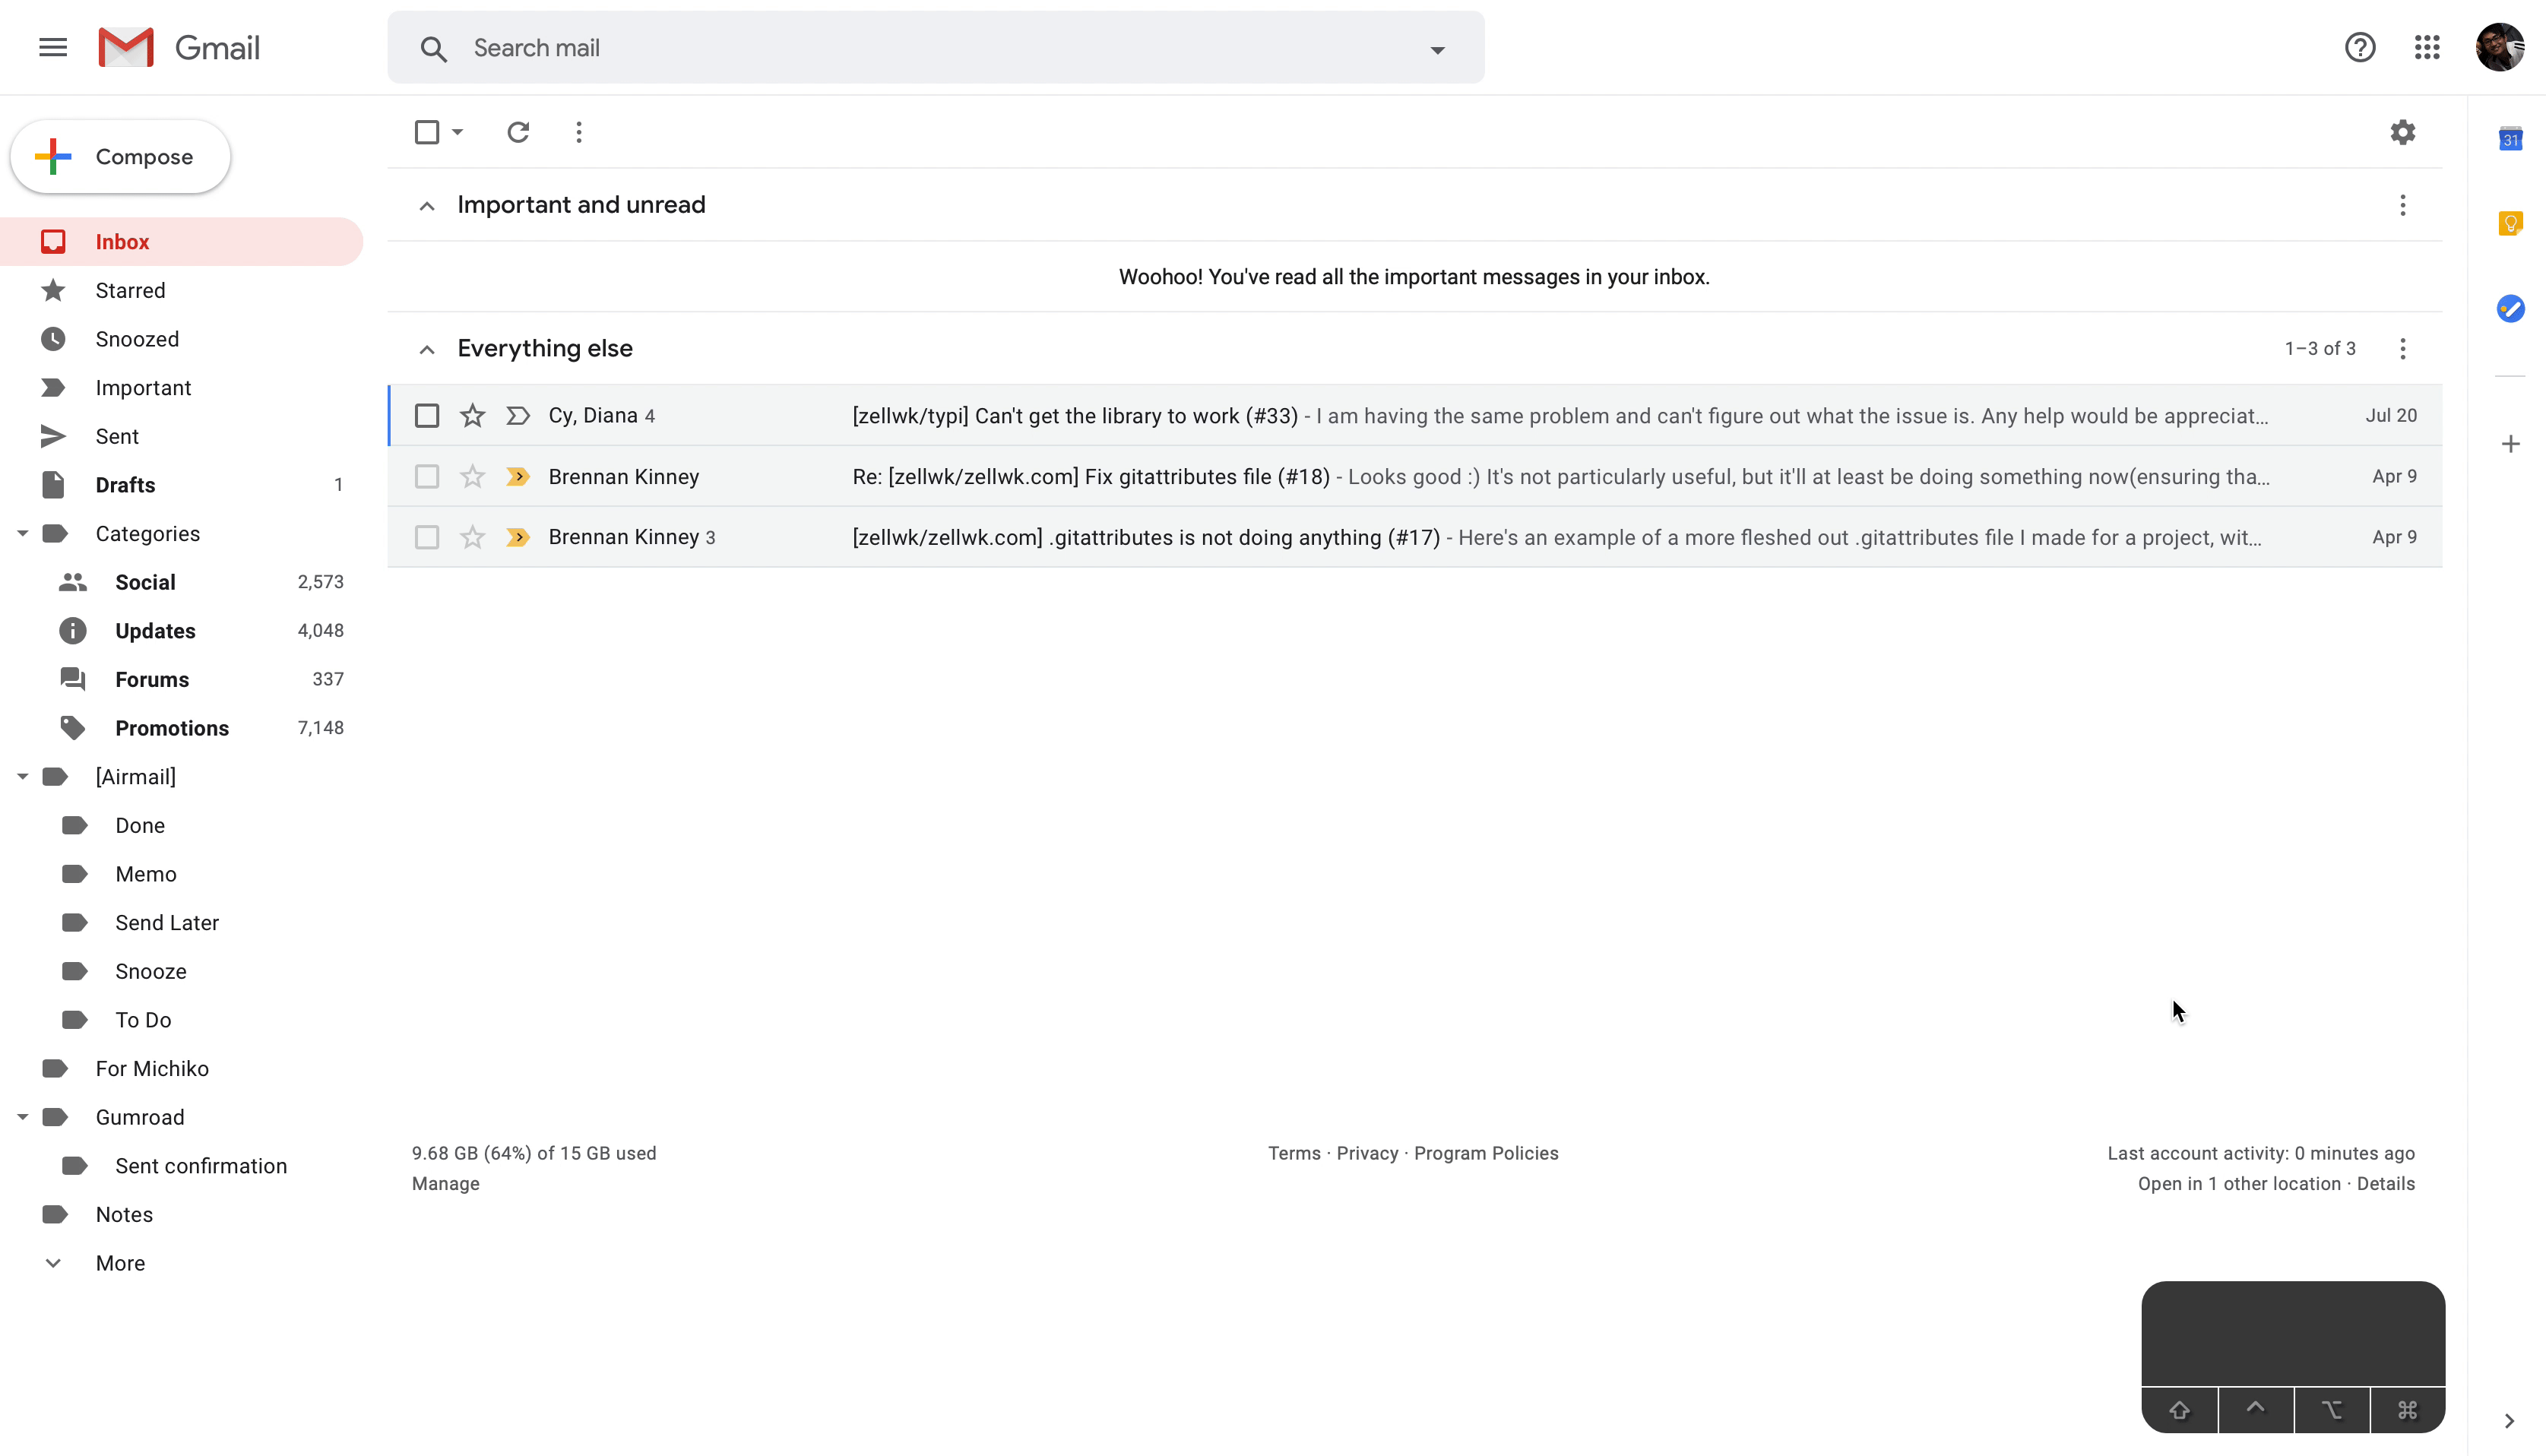 Gmail
Search mail
Compose
Inbox
Starred
Snoozed
Important
Sent
Drafts 1
Categories
Social 2,573
Updates 4,048
Forums 337
Promotions 7,148
[Airmail]
Done
Memo
Send Later
Snooze
To Do
For Michiko
Gumroad
Sent confirmation
Notes
More
Important and unread
Woohoo! You've read all the important messages in your inbox.
Everything else 1–3 of 3
Cy, Diana 4 [zellwk/typi] Can't get the library to work (#33) - I am having the same problem and can't figure out what the issue is. Any help would be appreciat… Jul 20
Brennan Kinney Re: [zellwk/zellwk.com] Fix gitattributes file (#18) - Looks good :) It's not particularly useful, but it'll at least be doing something now(ensuring tha… Apr 9
Brennan Kinney 3 [zellwk/zellwk.com] .gitattributes is not doing anything (#17) - Here's an example of a more fleshed out .gitattributes file I made for a project, wit… Apr 9
9.68 GB (64%) of 15 GB used
Manage
Terms · Privacy · Program Policies
Last account activity: 0 minutes ago
Open in 1 other location · Details
31